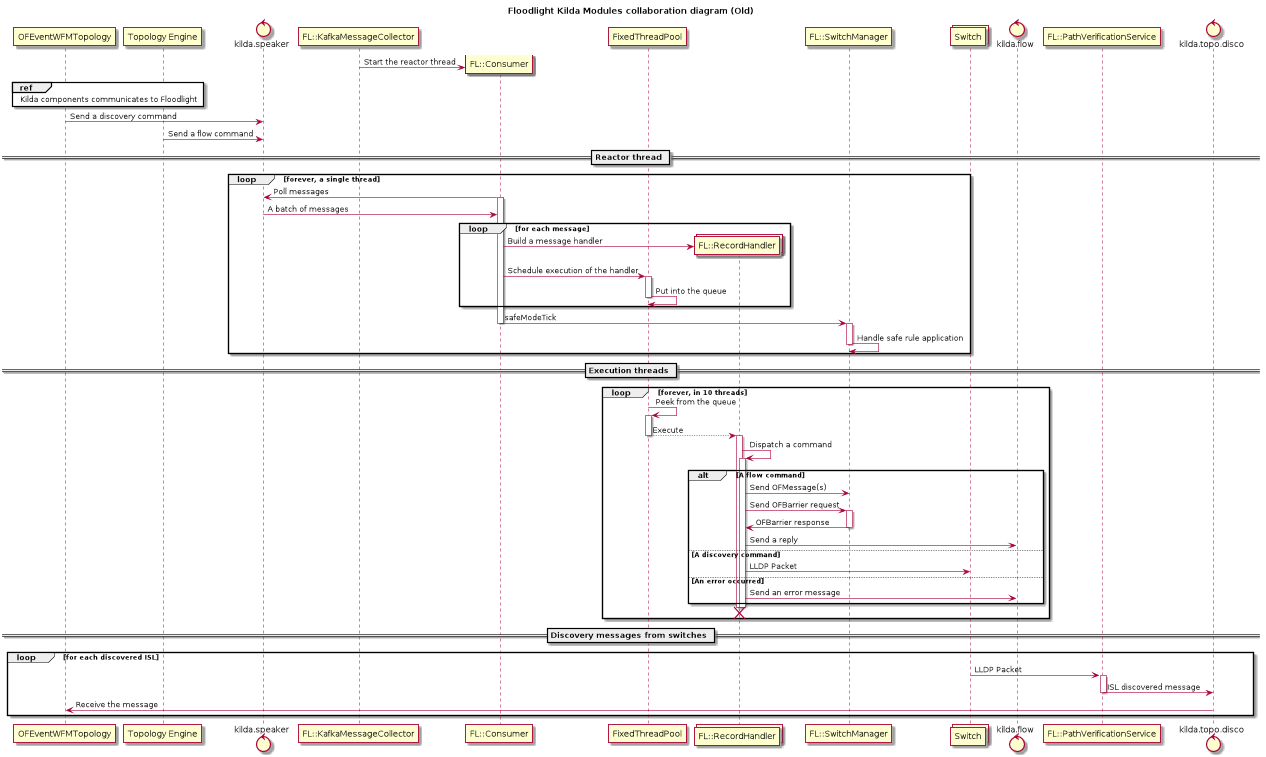 Floodlight Kilda Modules collaboration diagram (Old)
OFEventWFMTopology
Topology Engine
kilda.speaker
FL::KafkaMessageCollector
FL::Consumer
FixedThreadPool
FL::SwitchManager
Switch
kilda.flow
FL::PathVerificationService
kilda.topo.disco
Start the reactor thread
ref
Kilda components communicates to Floodlight
Send a discovery command
Send a flow command
Reactor thread
loop [forever, a single thread]
Poll messages
A batch of messages
loop [for each message]
Build a message handler
FL::RecordHandler
Schedule execution of the handler
Put into the queue
safeModeTick
Handle safe rule application
Execution threads
loop [forever, in 10 threads]
Peek from the queue
Execute
Dispatch a command
alt [A flow command]
Send OFMessage(s)
Send OFBarrier request
OFBarrier response
Send a reply
[A discovery command]
LLDP Packet
[An error occurred]
Send an error message
Discovery messages from switches
loop [for each discovered ISL]
LLDP Packet
ISL discovered message
Receive the message
OFEventWFMTopology
Topology Engine
kilda.speaker
FL::KafkaMessageCollector
FL::Consumer
FixedThreadPool
FL::RecordHandler
FL::SwitchManager
Switch
kilda.flow
FL::PathVerificationService
kilda.topo.disco